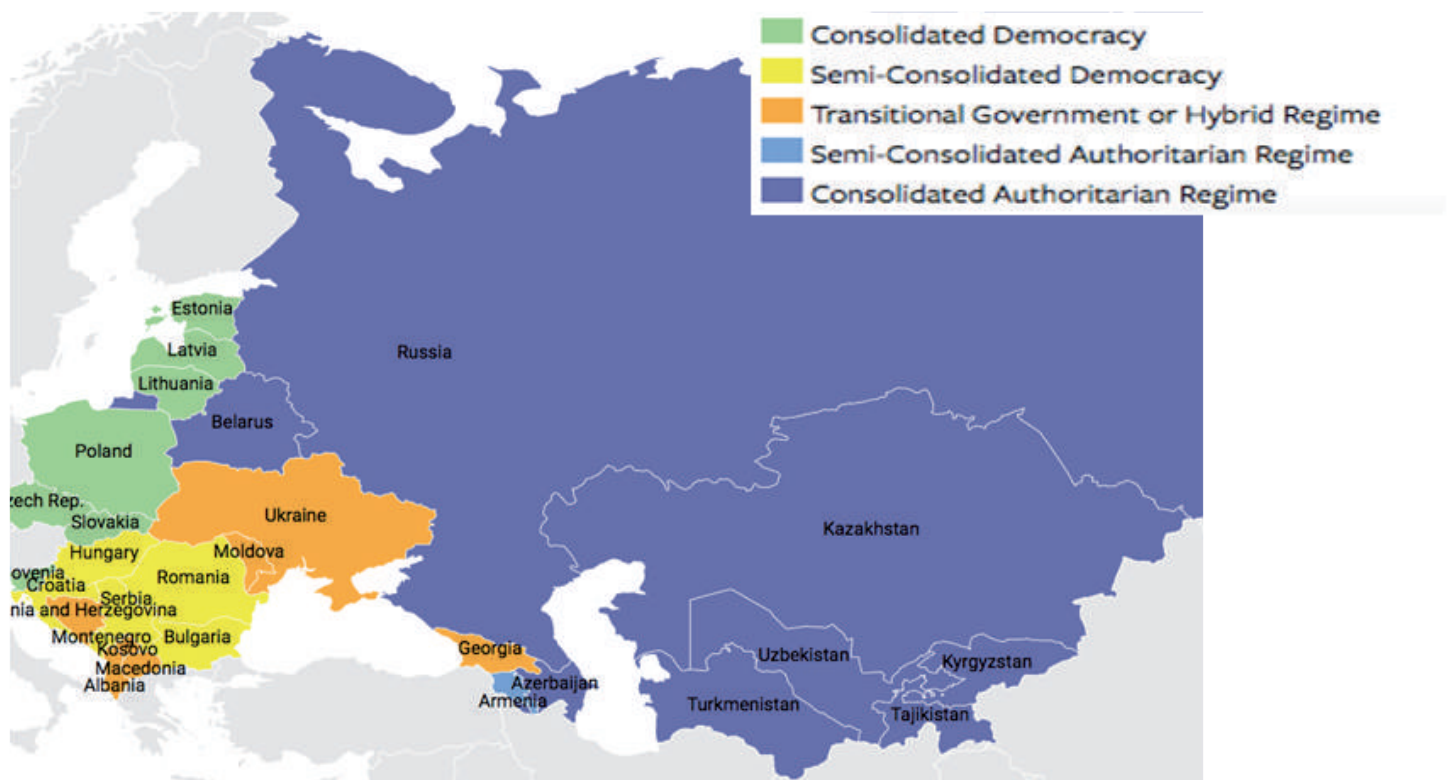 Consolidated Democracy
Semi-Consolidated Democracy
Transitional Government or Hybrid Regime
Semi-Consolidated Authoritarian Regime
Consolidated Authoritarian Regime
Estonia
Latvia
Russia
Lithuania
Belarus
Poland
zech Rep.
Ukraine
Slovakia
Kazakhstan
Hungary
Moldova
ovenia
Romania
Croatia
Serbia
nia and Herzegovina
Montenegro
Bulgaria
Kosovo
Georgia
Uzbekistan
Kyrgyzstan
Macedonia
Albania
Azerbaijan
Armenia
Turkmenistan
Tajikistan